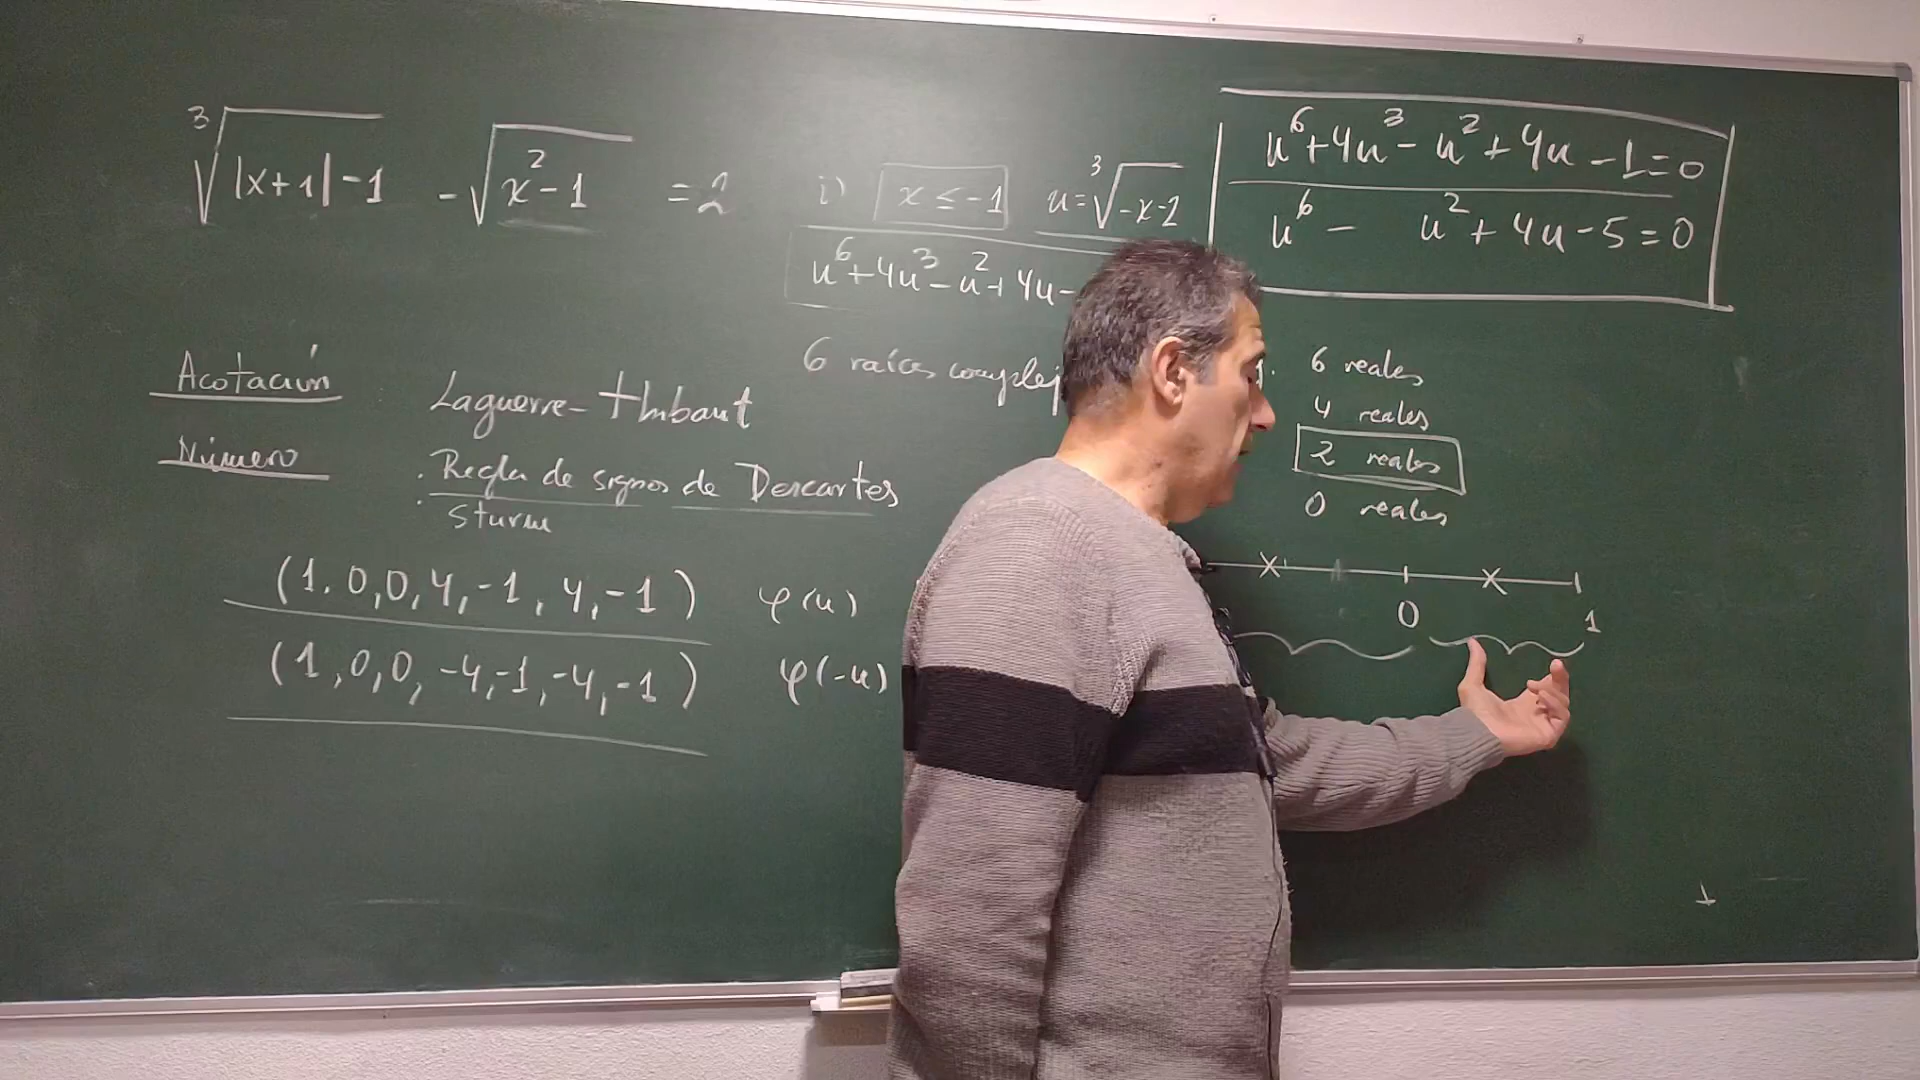 ∛(|x+1|-1) - √(x²-1) = 2
i) x ≤ -1 u = ∛(-x-2)
u⁶+4u³-u²+4u-
u⁶+4u³-u²+4u-1=0
u⁶- u²+4u-5=0
6 raíces complej
6 reales
4 reales
2 reales
0 reales
Acotación Laguerre-Thibaut
Número · Regla de signos de Descartes
· Sturm
(1,0,0,4,-1,4,-1) φ(u)
(1,0,0,-4,-1,-4,-1) φ(-u)
0 1
1